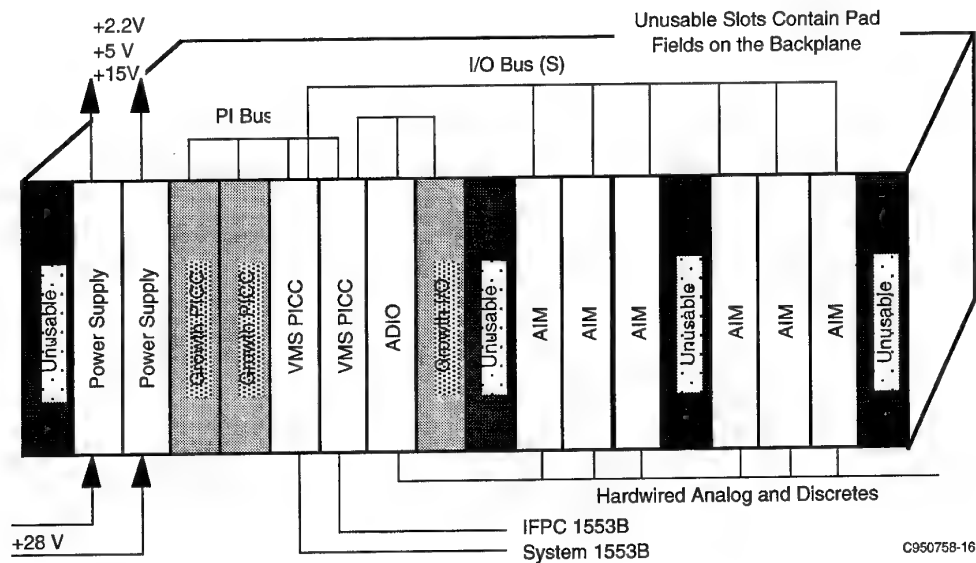 +2.2V
+5 V
+15V
Unusable Slots Contain Pad
Fields on the Backplane
I/O Bus (S)
PI Bus
Unusable
Power Supply
Power Supply
Growth PICC
Growth PICC
VMS PICC
VMS PICC
ADIO
Growth I/O
Unusable
AIM
AIM
AIM
Unusable
AIM
AIM
AIM
Unusable
Hardwired Analog and Discretes
+28 V
IFPC 1553B
System 1553B
C950758-16